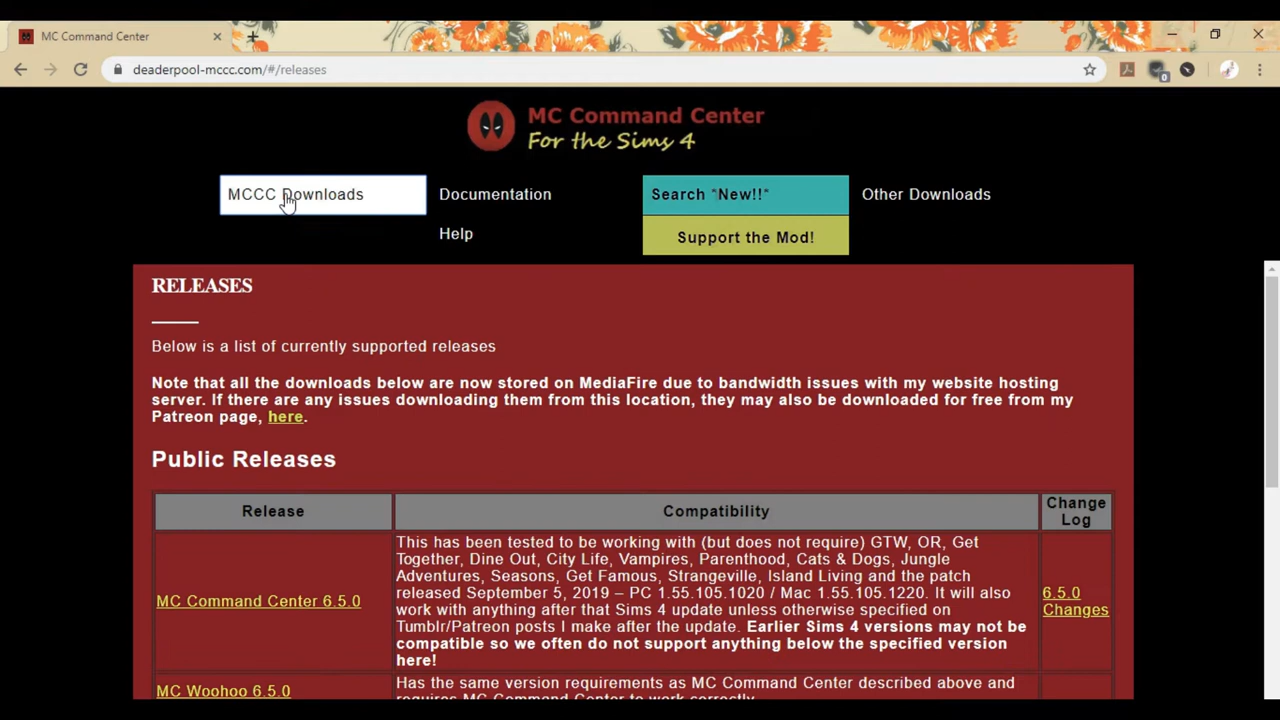 MC Command Center
deaderpool-mccc.com/#/releases
0
MC Command Center
For the Sims 4
MCCC Downloads
Documentation
Search "New!!"
Other Downloads
Help
Support the Mod!
RELEASES
Below is a list of currently supported releases
Note that all the downloads below are now stored on MediaFire due to bandwidth issues with my website hosting
server. If there are any issues downloading them from this location, they may also be downloaded for free from my
Patreon page, here.
Public Releases
Release
Compatibility
Change
Log
MC Command Center 6.5.0
This has been tested to be working with (but does not require) GTW, OR, Get
Together, Dine Out, City Life, Vampires, Parenthood, Cats & Dogs, Jungle
Adventures, Seasons, Get Famous, Strangeville, Island Living and the patch
released September 5, 2019 – PC 1.55.105.1020 / Mac 1.55.105.1220. It will also
work with anything after that Sims 4 update unless otherwise specified on
Tumblr/Patreon posts I make after the update. Earlier Sims 4 versions may not be
compatible so we often do not support anything below the specified version
here!
6.5.0
Changes
MC Woohoo 6.5.0
Has the same version requirements as MC Command Center described above and
requires MC Command Center to work correctly